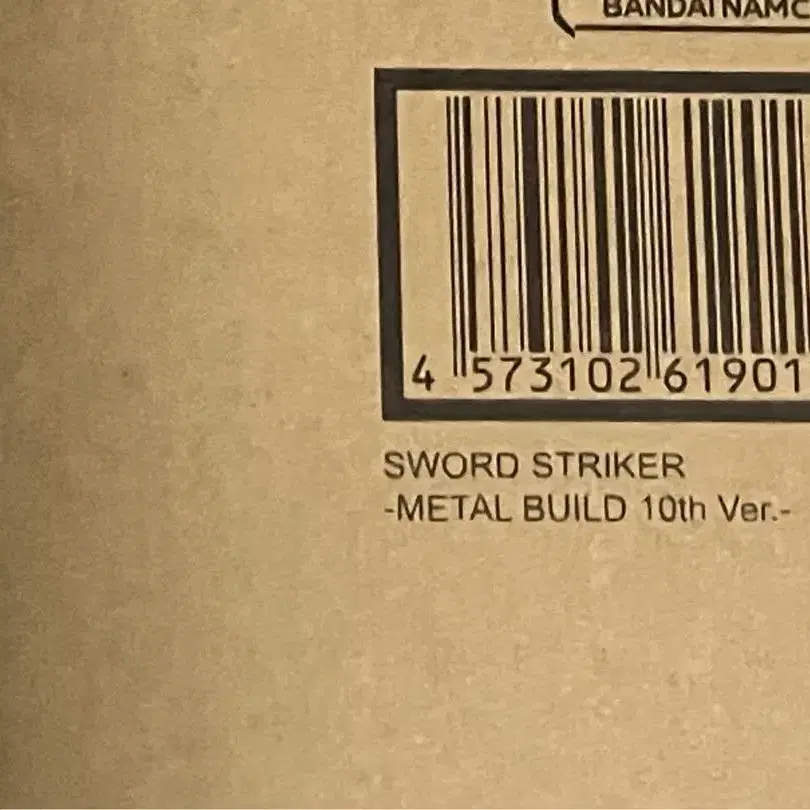 BANDAI NAMC
4 573102 61901
SWORD STRIKER
-METAL BUILD 10th Ver.-